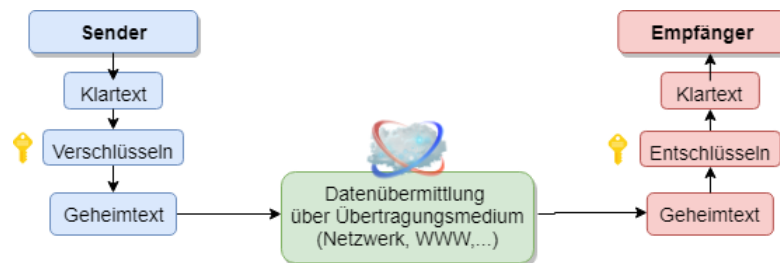 Sender
Klartext
Verschlüsseln
Geheimtext
Datenübermittlung
über Übertragungsmedium
(Netzwerk, WWW,...)
Empfänger
Klartext
Entschlüsseln
Geheimtext